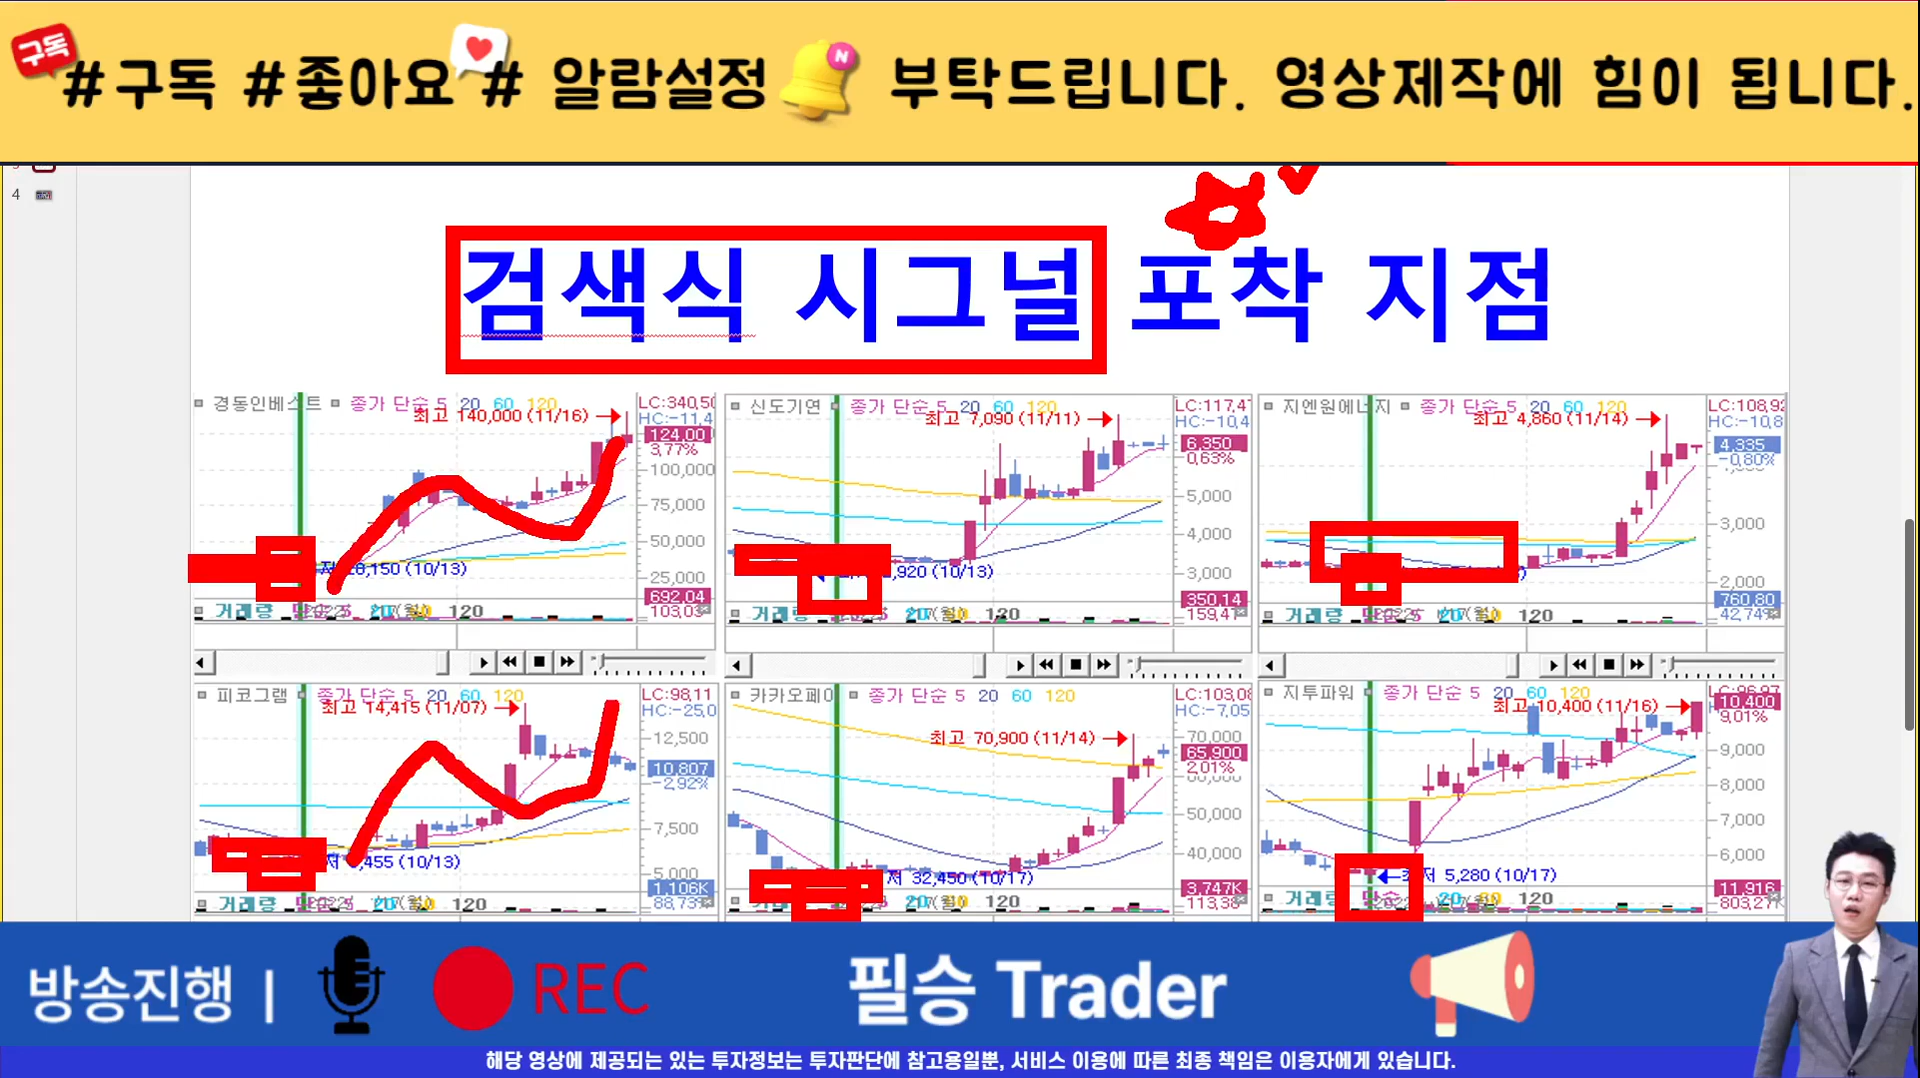 구독
N
#구독 #좋아요 # 알람설정 부탁드립니다. 영상제작에 힘이 됩니다.
4
검색식 시그널 포착 지점
경동인베스트 종가 단순 5 20 60 120
최고 140,000 (11/16)
LC:340,50
HC:-11,4
124,00
3,77%
100,000
75,000
50,000
25,000
692,04
103,03
(10/13)
거래량 20 60 120
신도기연 종가 단순 5 20 60 120
최고 7,090 (11/11)
LC:117,4
HC:-10,4
6,350
0,63%
5,000
4,000
3,000
350,14
159,47
920 (10/13)
거래량 20 60 120
지엔원에너지 종가 단순 5 20 60 120
최고 4,860 (11/14)
LC:108,92
HC:-10,8
4,335
-0,80%
3,000
2,000
760,80
42,74%
거래량 120
피코그램 종가 단순 5 20 60 120
최고 14,415 (11/07)
LC:98,11
HC:-25,0
12,500
10,807
-2,92%
7,500
5,000
1,106K
88,73%
455 (10/13)
거래량 20 60 120
카카오페이 종가 단순 5 20 60 120
최고 70,900 (11/14)
LC:103,08
HC:-7,05
70,000
65,900
2,01%
50,000
40,000
3,747K
113,38
저 32,450 (10/17)
20 60 120
지투파워 종가 단순 5 20 60 120
최고 10,400 (11/16)
10,400
9,01%
9,000
8,000
7,000
6,000
11,916
803,27
최저 5,280 (10/17)
거래량 단순 20 60 120
방송진행 | REC 필승 Trader
해당 영상에 제공되는 있는 투자정보는 투자판단에 참고용일뿐, 서비스 이용에 따른 최종 책임은 이용자에게 있습니다.